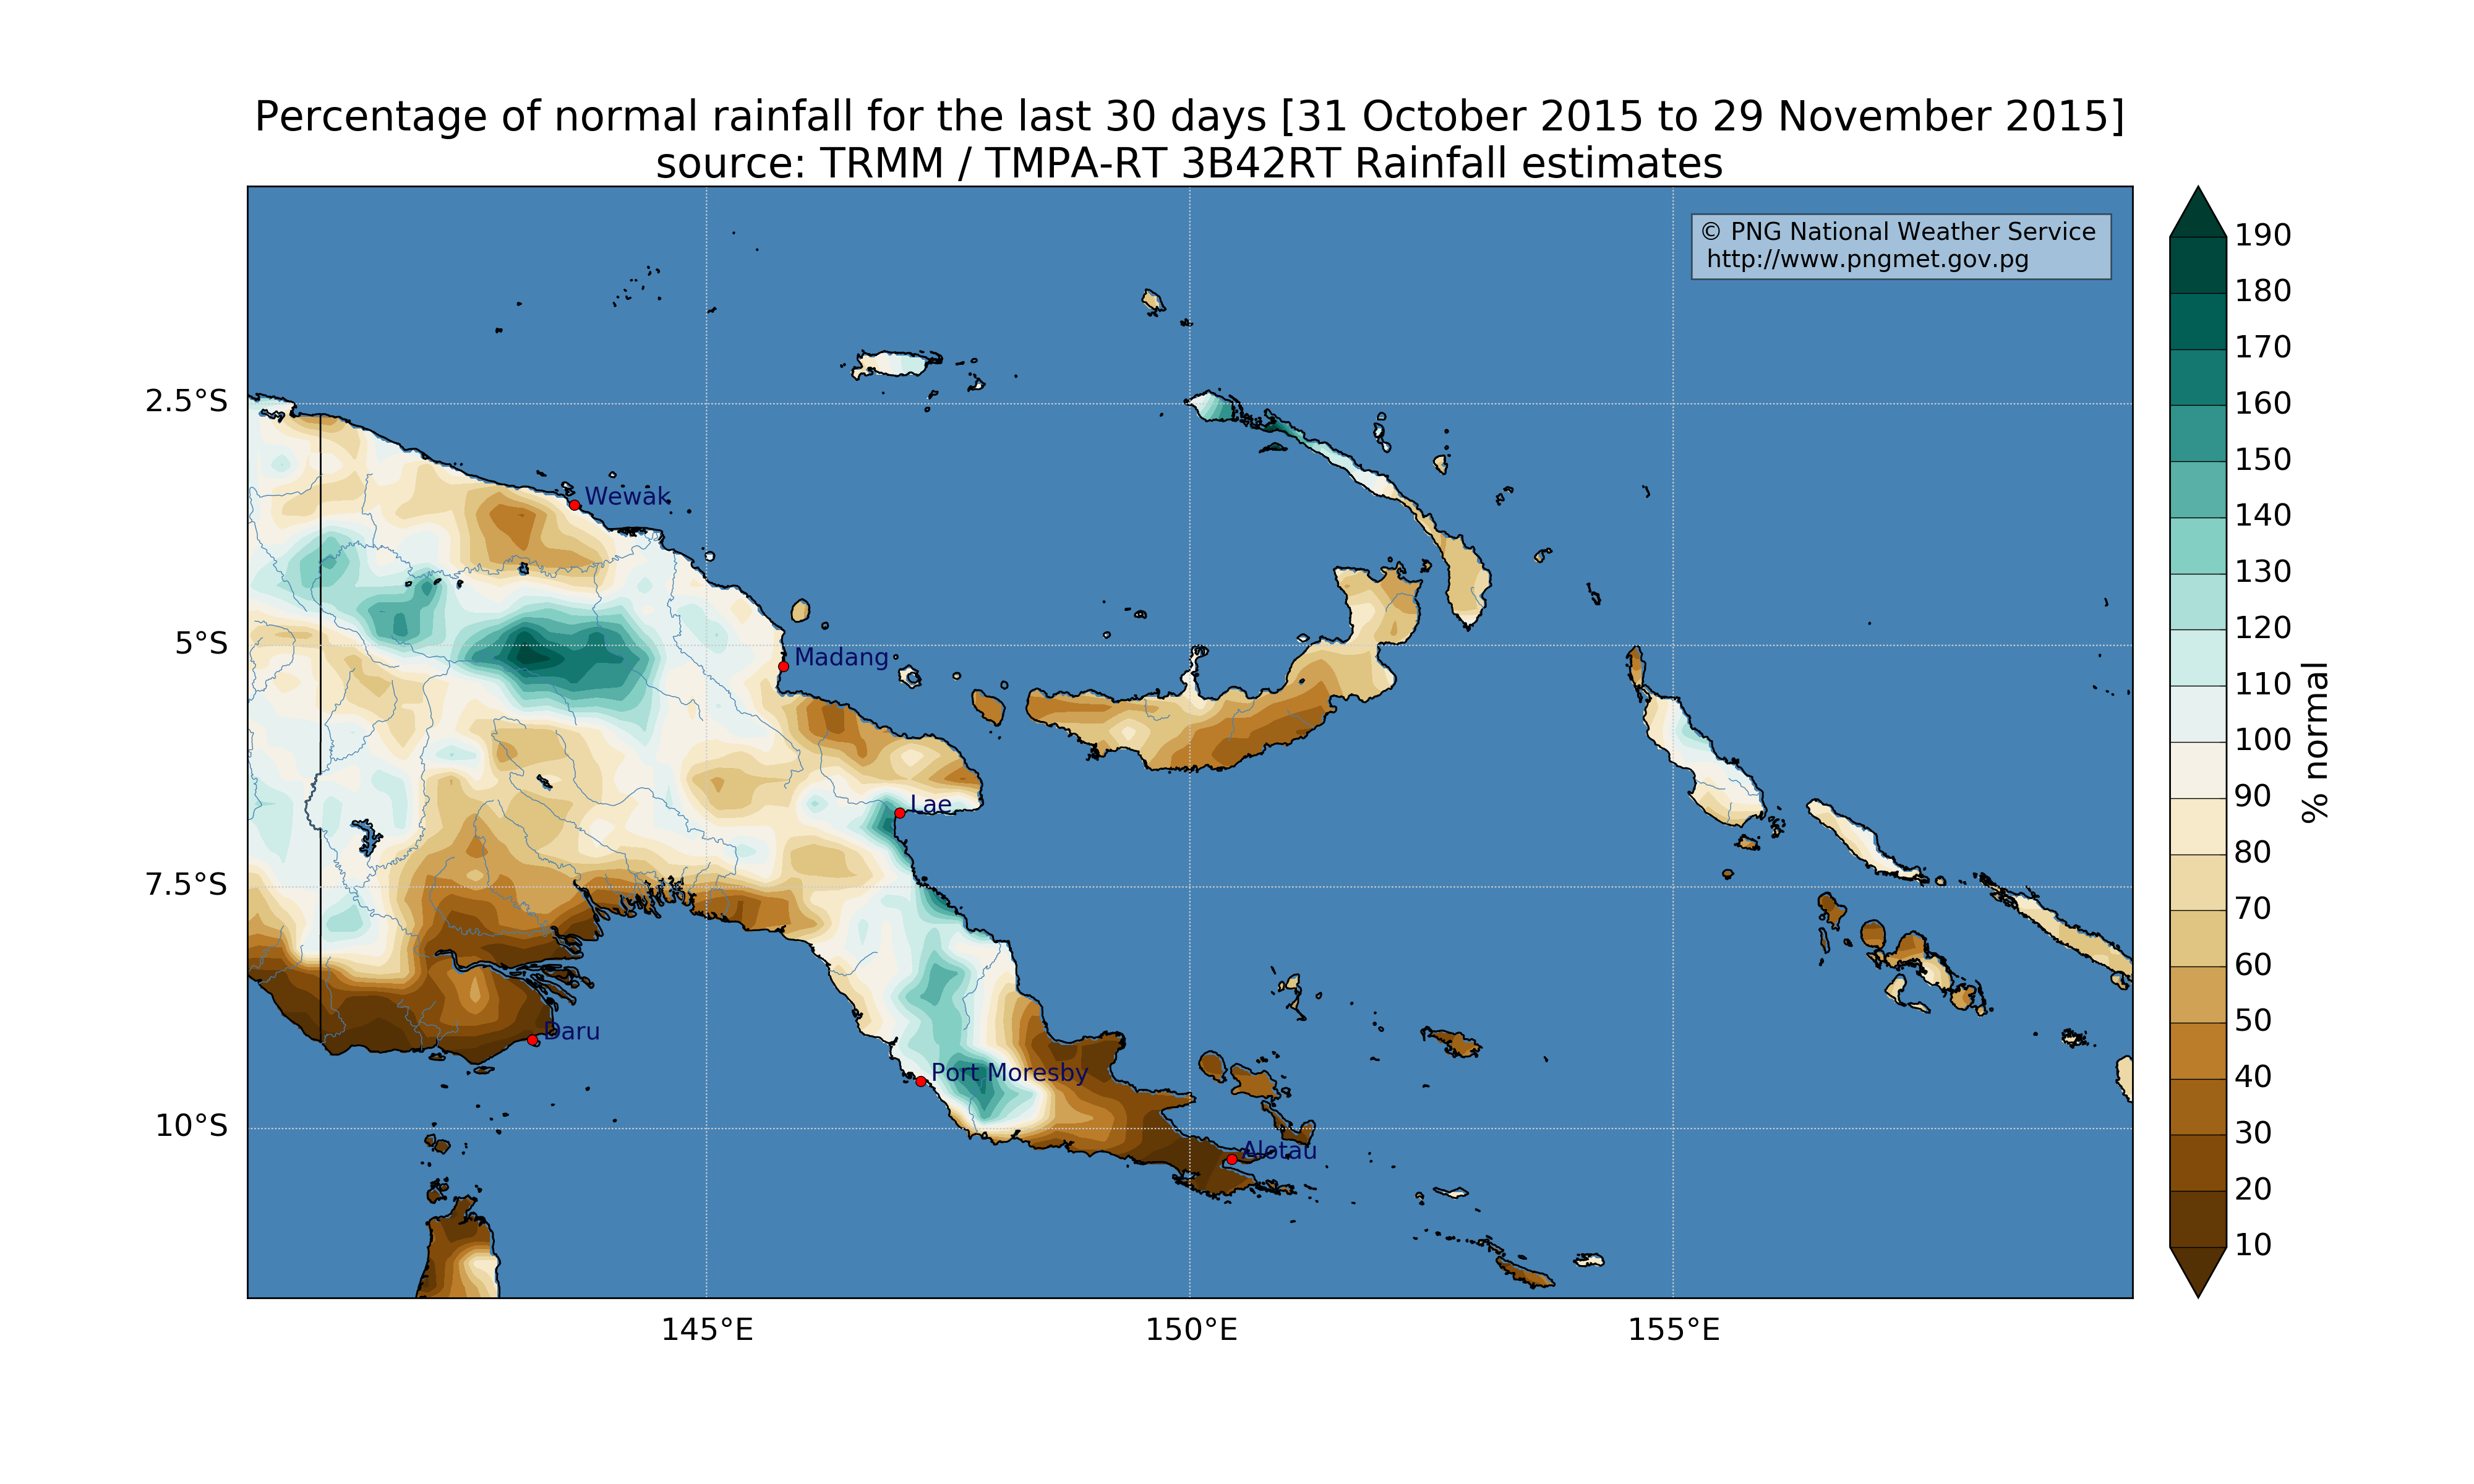 Percentage of normal rainfall for the last 30 days [31 October 2015 to 29 November 2015]
source: TRMM / TMPA-RT 3B42RT Rainfall estimates
© PNG National Weather Service
http://www.pngmet.gov.pg
190
180
170
160
150
140
130
120
110
100
90
80
70
60
50
40
30
20
10
% normal
2.5°S
5°S
7.5°S
10°S
Wewak
Madang
Lae
Daru
Port Moresby
Alotau
145°E
150°E
155°E